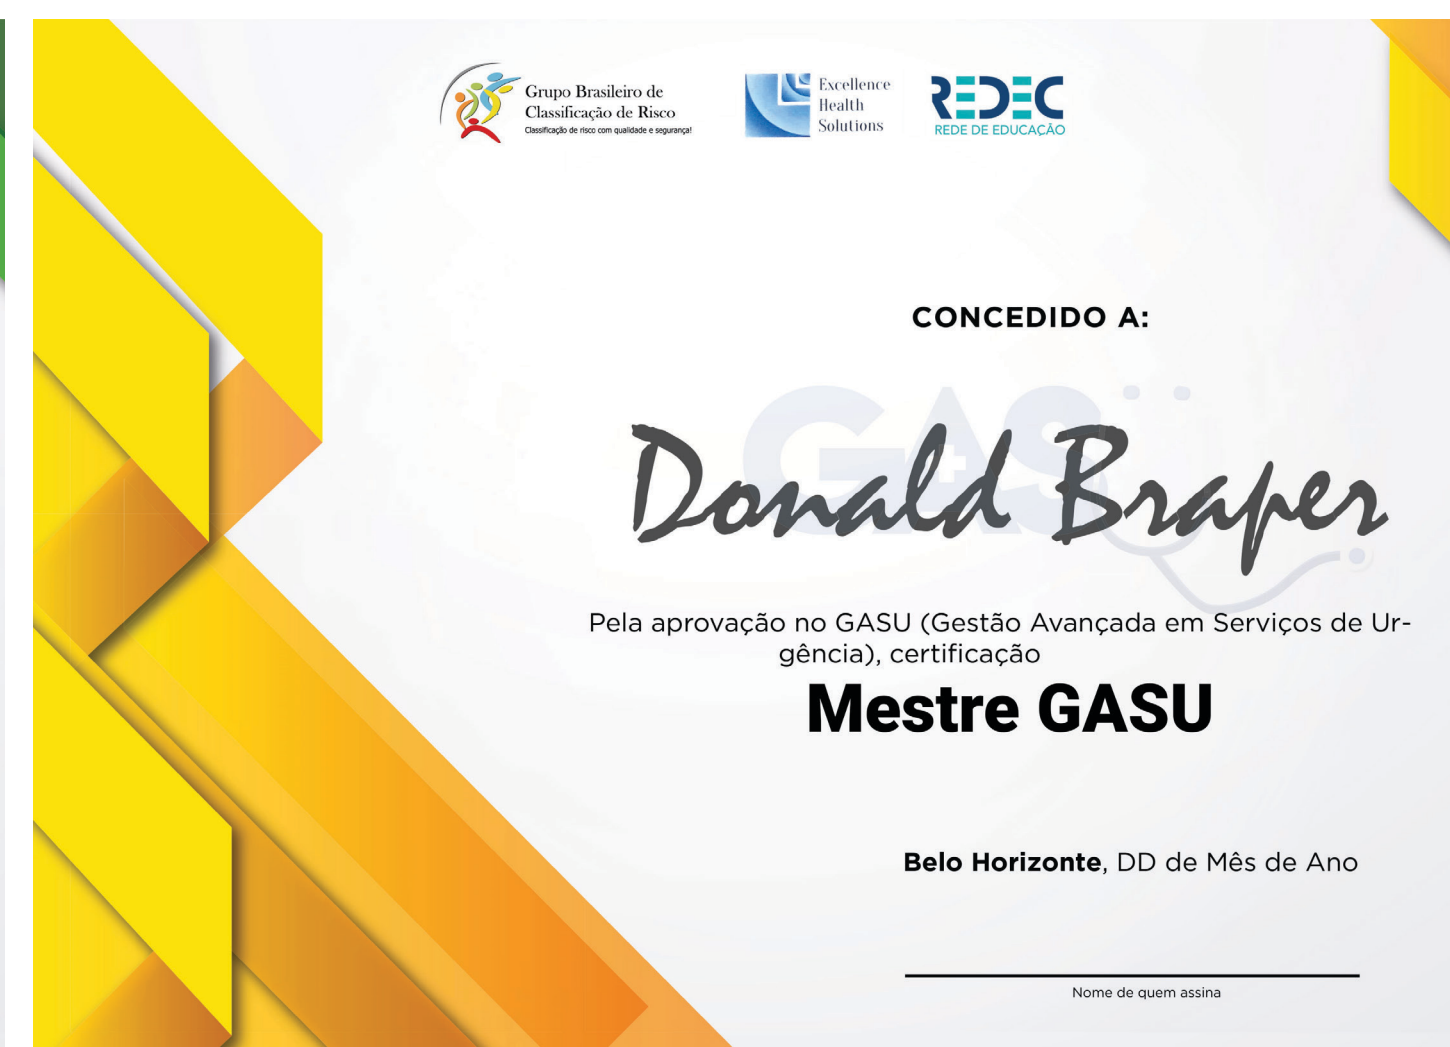 Grupo Brasileiro de
Classificação de Risco
Classificação de risco com qualidade e segurança!
Excellence
Health
Solutions
REDEC
REDE DE EDUCAÇÃO
CONCEDIDO A:
GAS
Donald Braper
Pela aprovação no GASU (Gestão Avançada em Serviços de Ur-
gência), certificação
Mestre GASU
Belo Horizonte, DD de Mês de Ano
Nome de quem assina